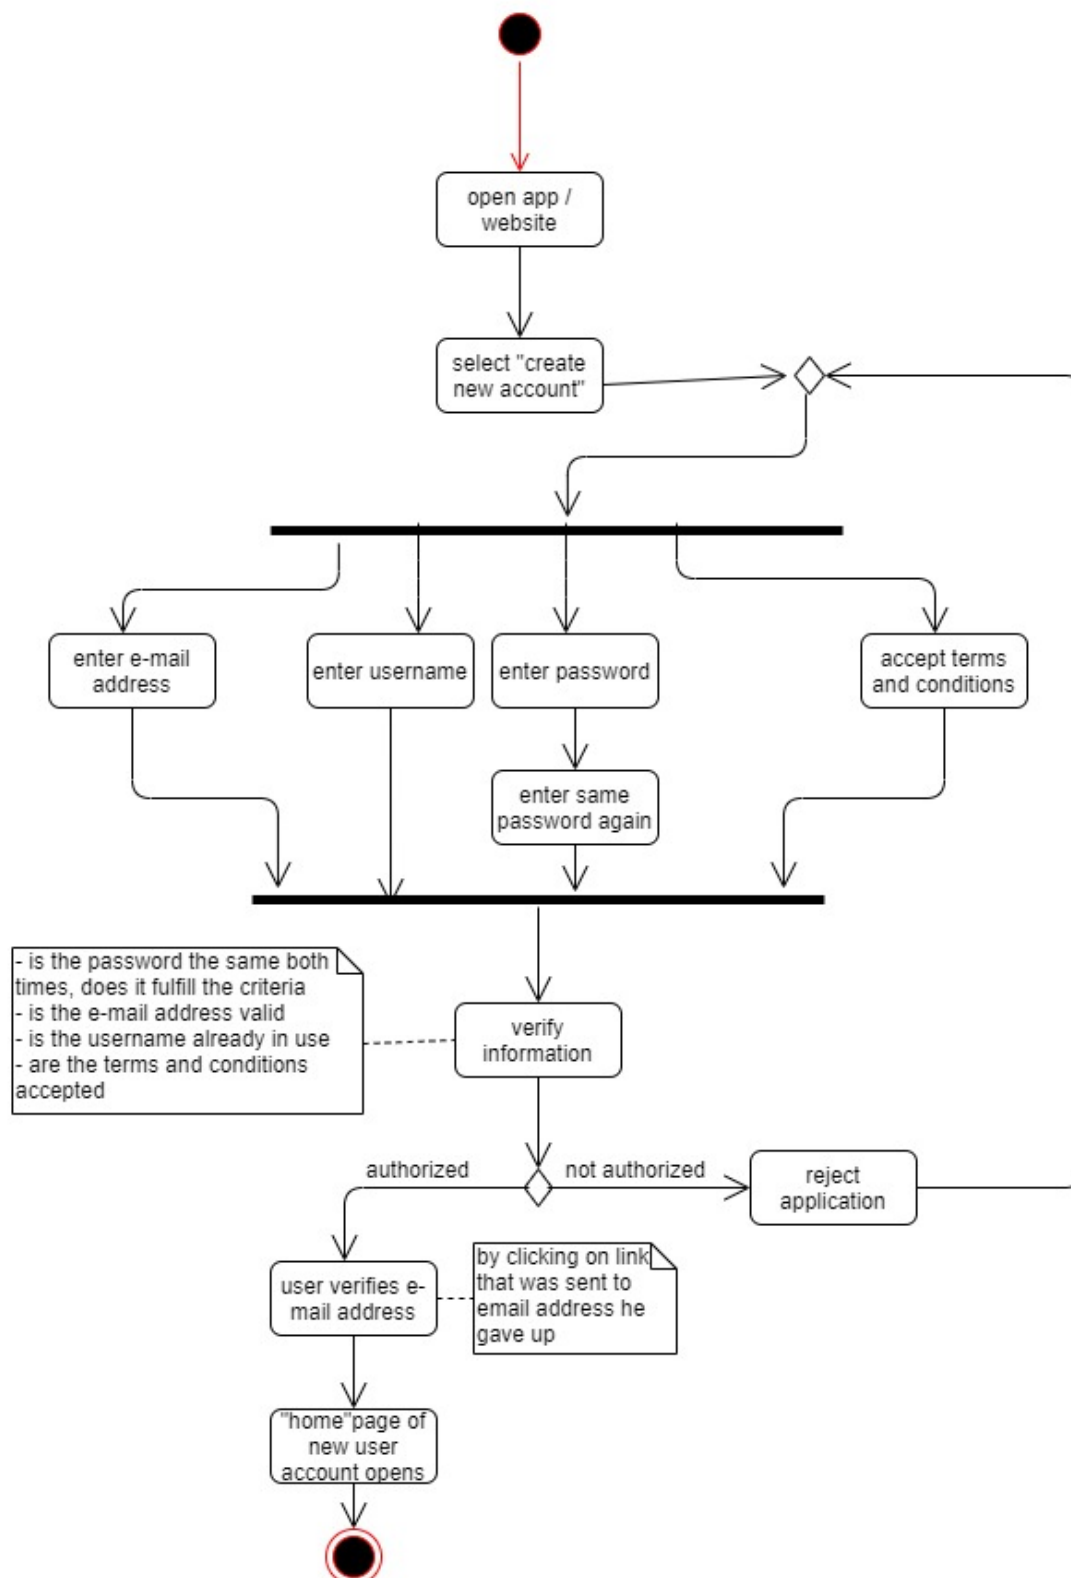 open app /
website
select "create
new account"
enter e-mail
address
enter username
enter password
accept terms
and conditions
enter same
password again
- is the password the same both
times, does it fulfill the criteria
- is the e-mail address valid
- is the username already in use
- are the terms and conditions
accepted
verify
information
authorized
not authorized
reject
application
user verifies e-
mail address
by clicking on link
that was sent to
email address he
gave up
"home"page of
new user
account opens